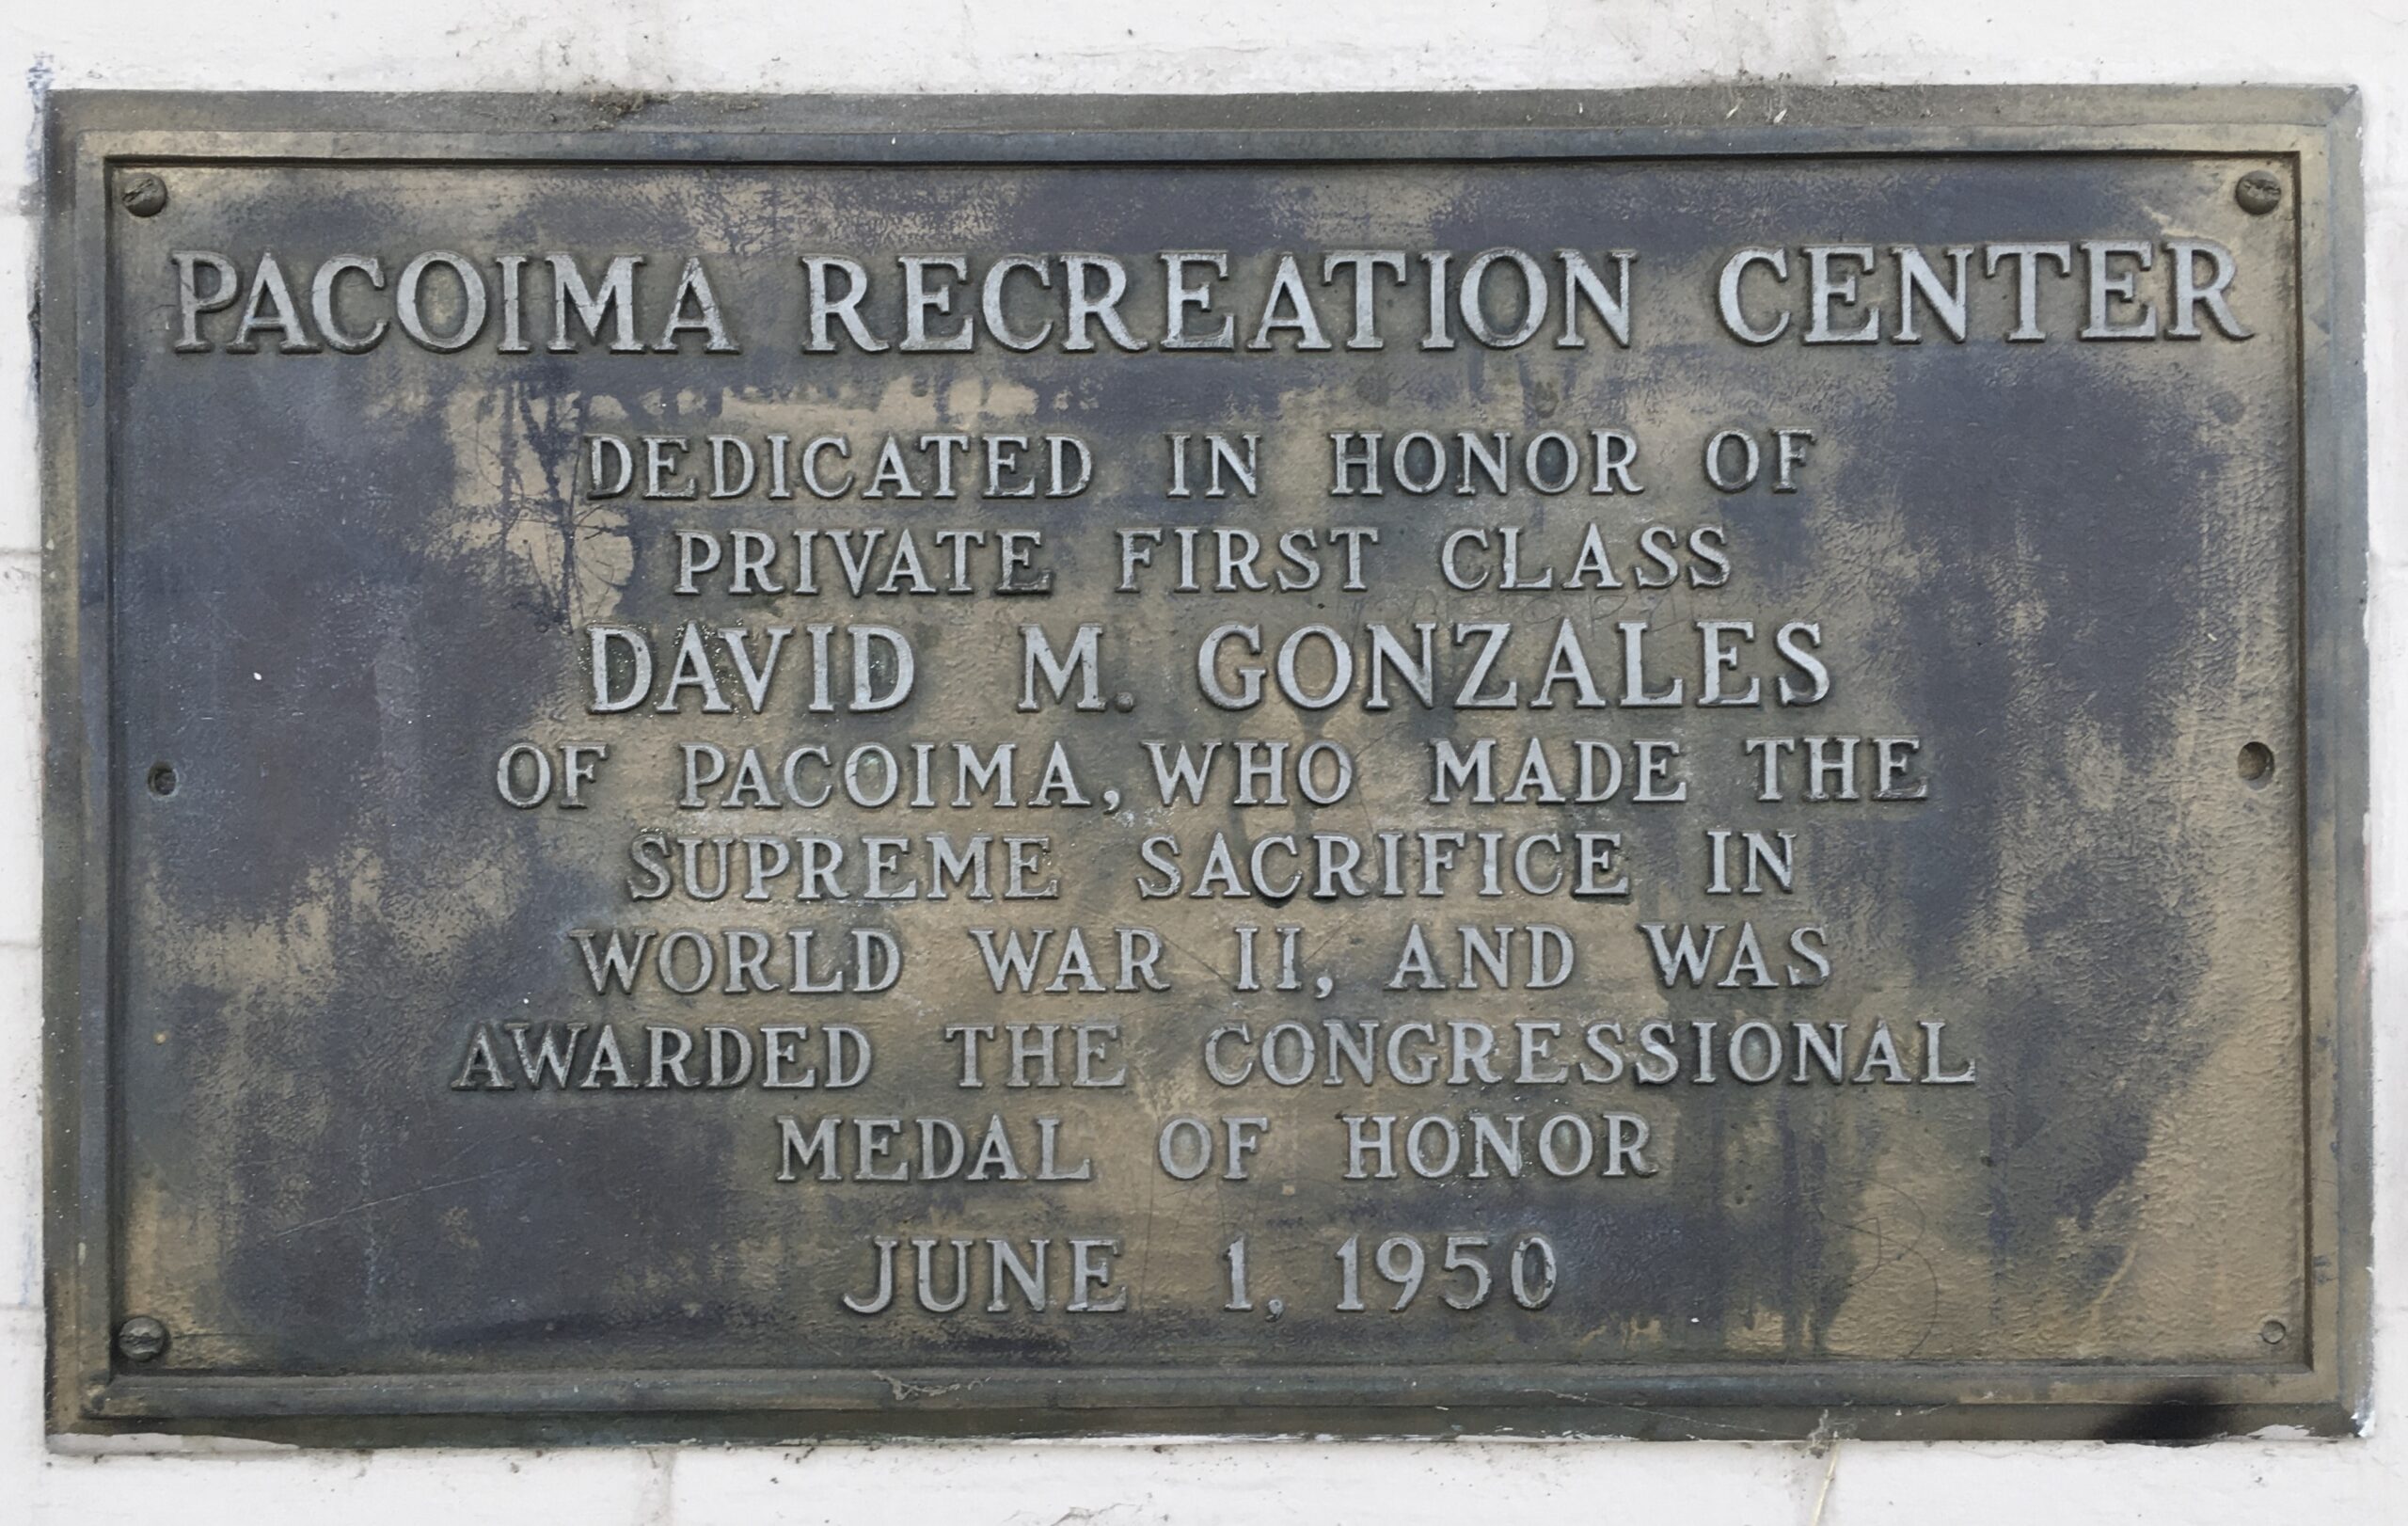 PACOIMA RECREATION CENTER
DEDICATED IN HONOR OF
PRIVATE FIRST CLASS
DAVID M. GONZALES
OF PACOIMA, WHO MADE THE
SUPREME SACRIFICE IN
WORLD WAR II, AND WAS
AWARDED THE CONGRESSIONAL
MEDAL OF HONOR
JUNE 1, 1950